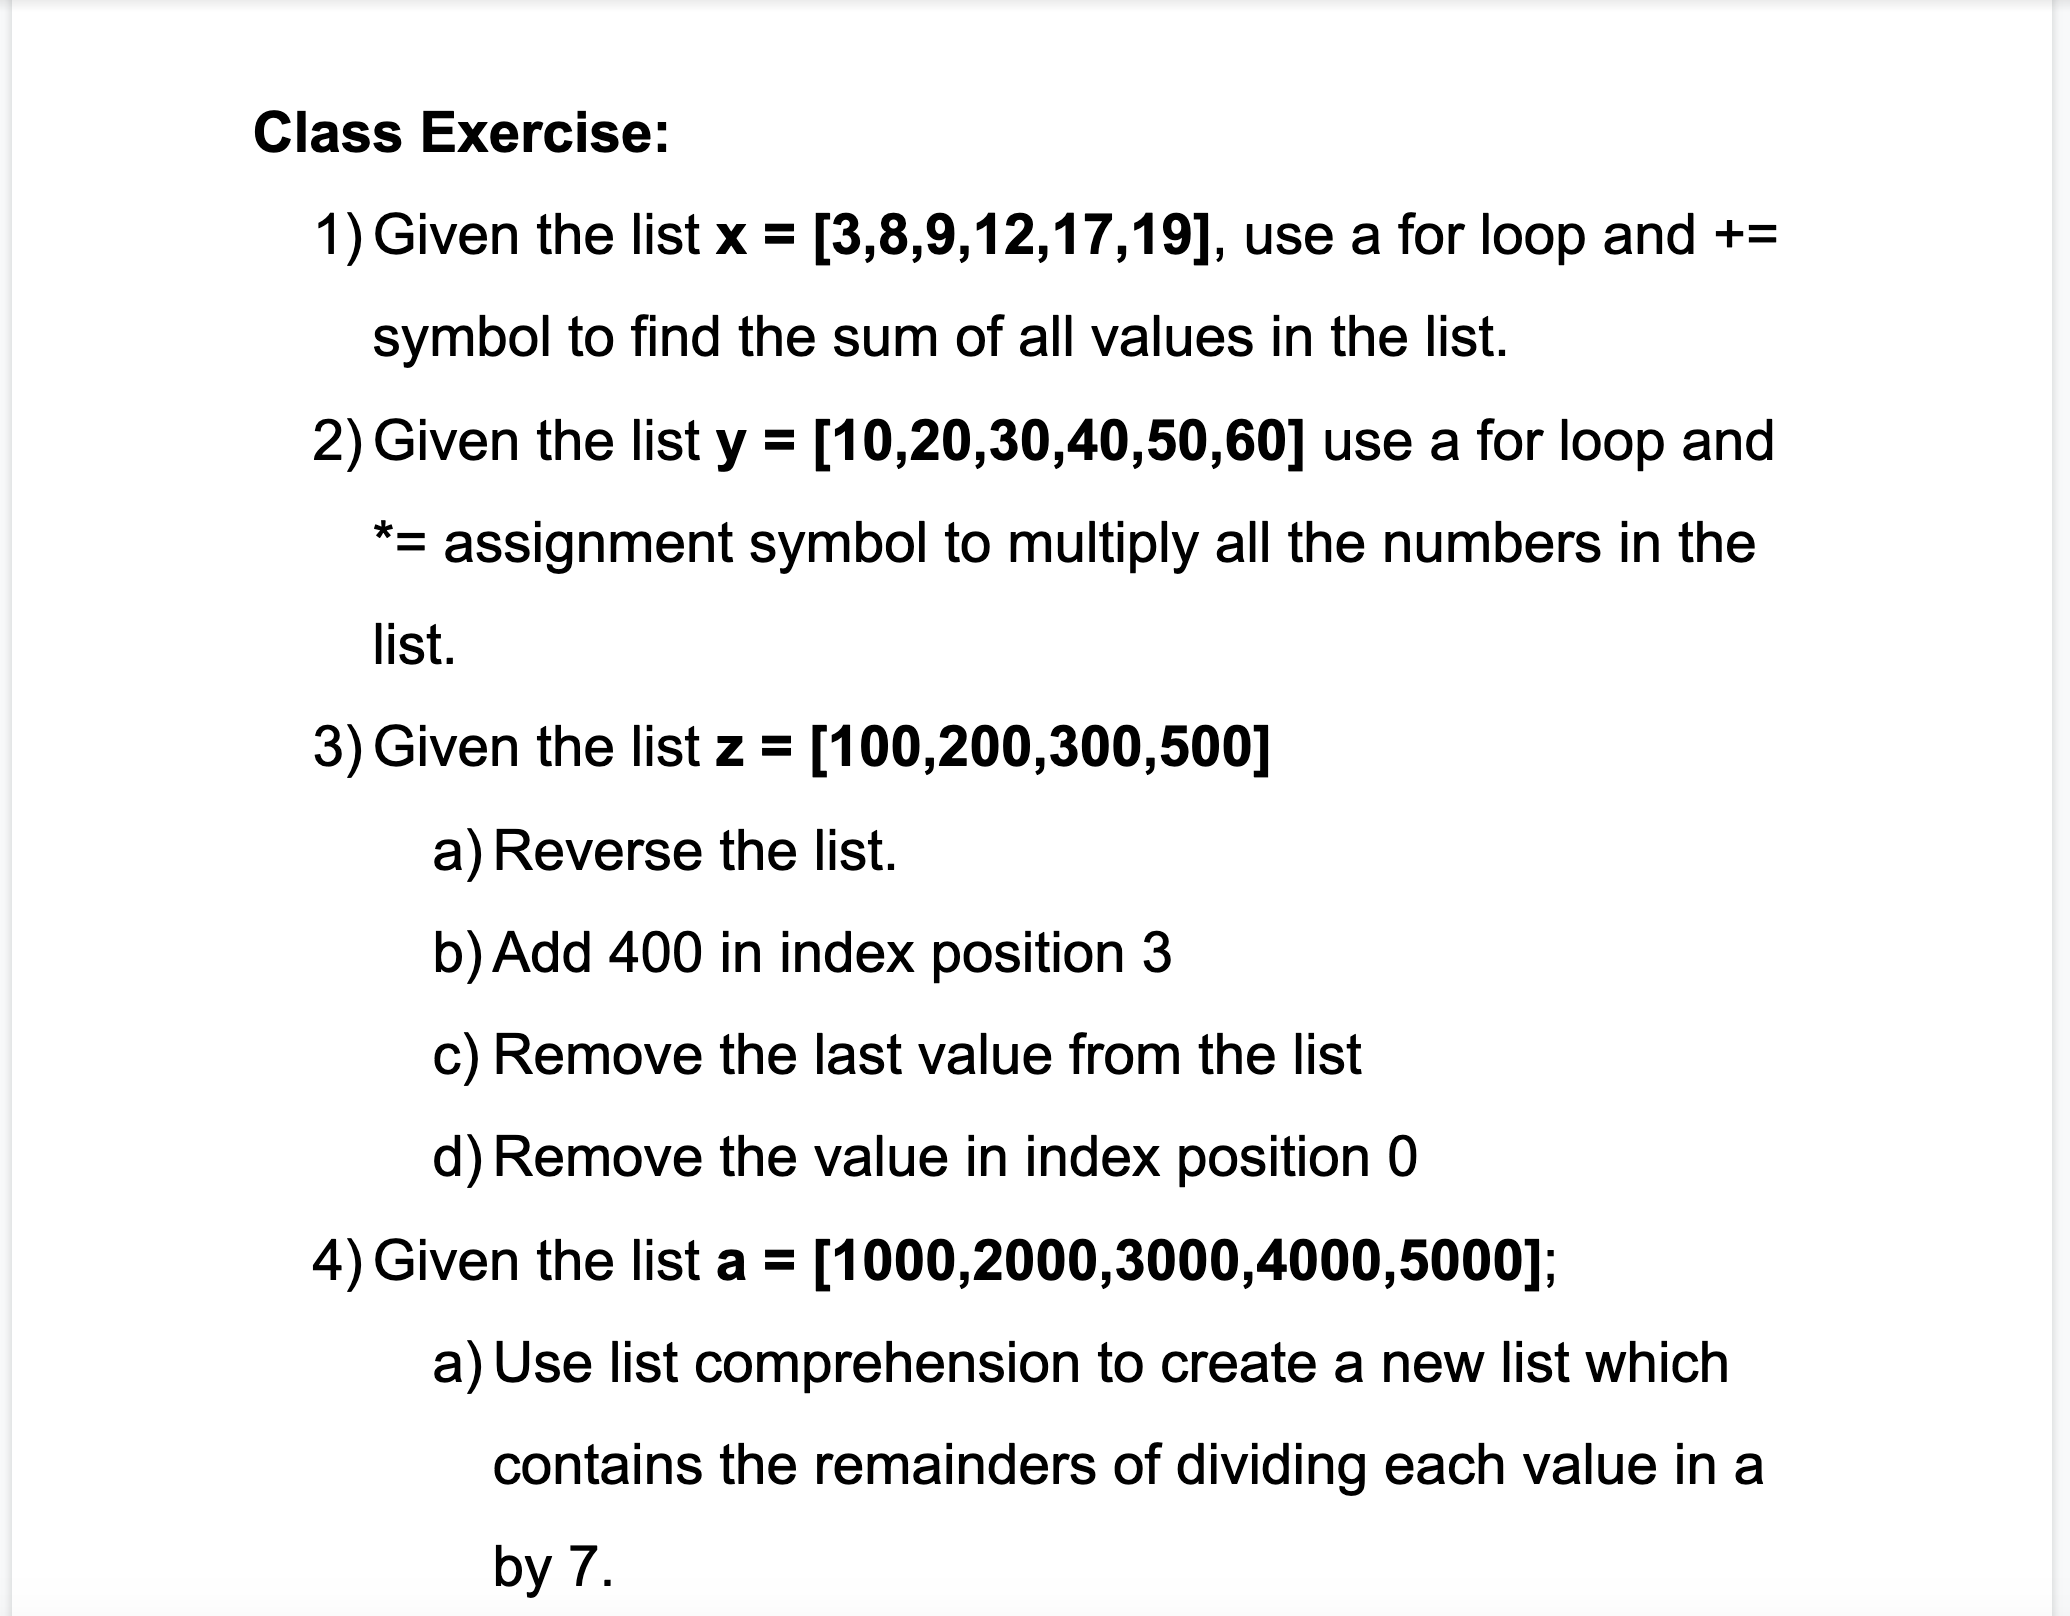 Class Exercise:
1) Given the list x = [3,8,9,12,17,19], use a for loop and +=
symbol to find the sum of all values in the list.
2) Given the list y = [10,20,30,40,50,60] use a for loop and
*= assignment symbol to multiply all the numbers in the
list.
3) Given the list z = [100,200,300,500]
a) Reverse the list.
b) Add 400 in index position 3
c) Remove the last value from the list
d) Remove the value in index position 0
4) Given the list a = [1000,2000,3000,4000,5000];
a) Use list comprehension to create a new list which
contains the remainders of dividing each value in a
by 7.